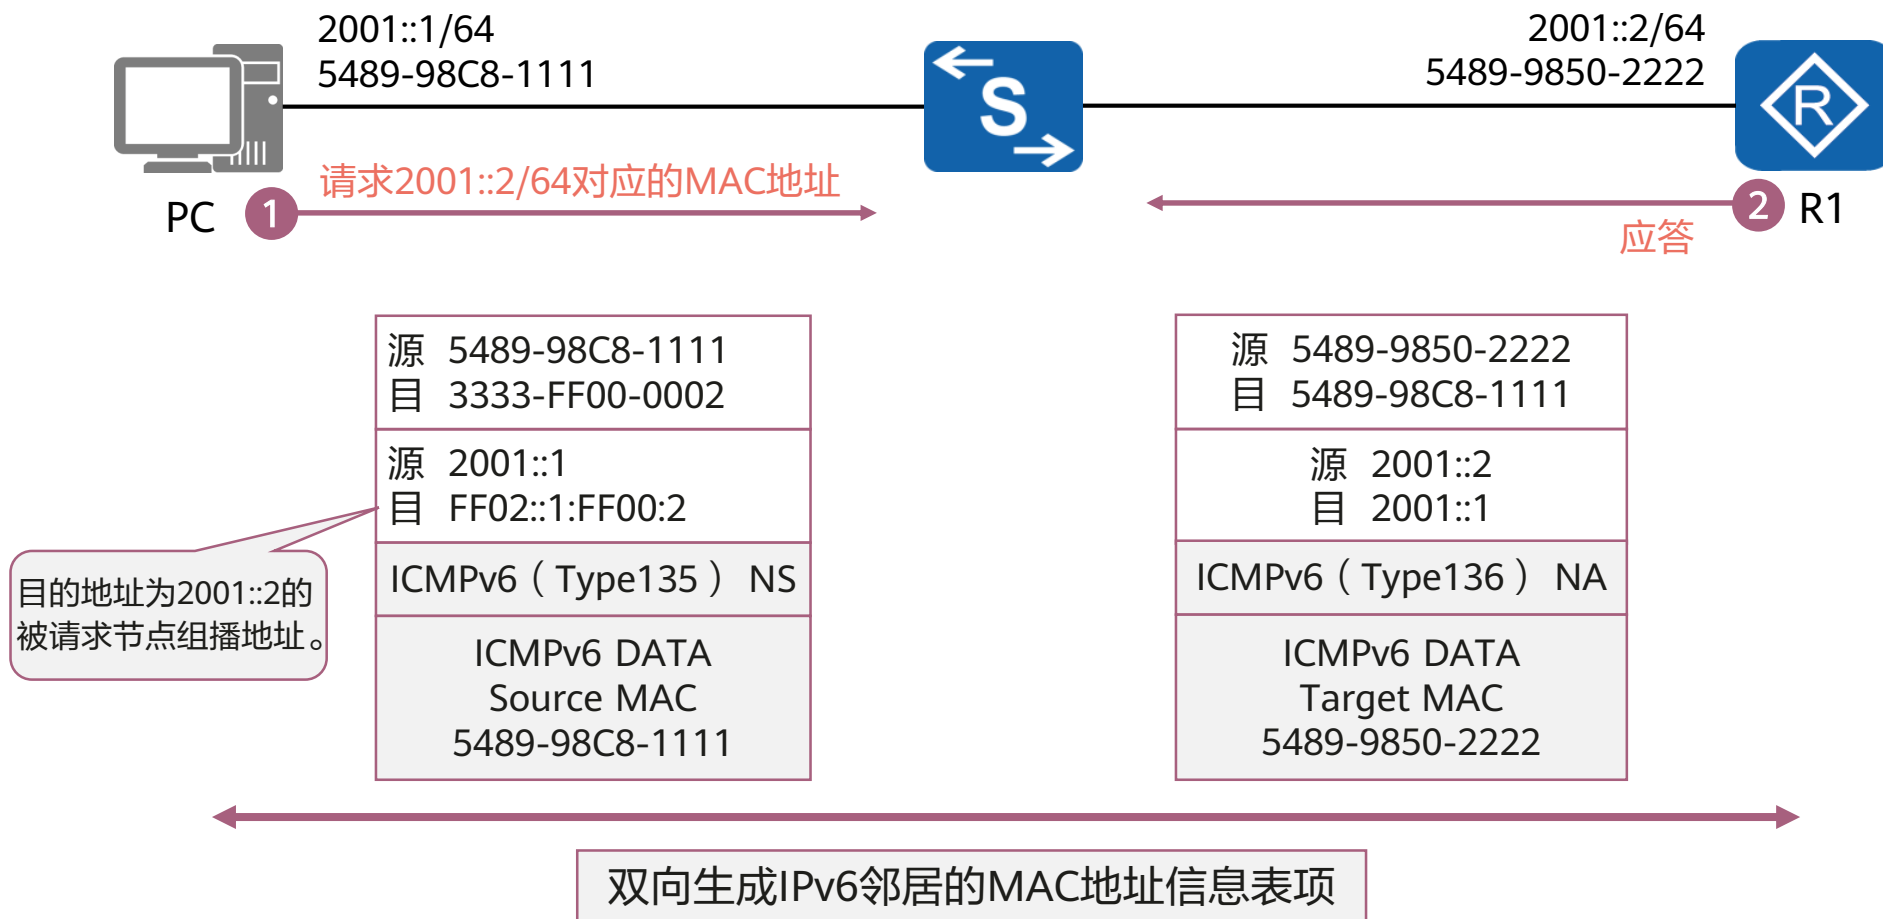 2001::1/64
5489-98C8-1111
2001::2/64
5489-9850-2222
S
R
请求2001::2/64对应的MAC地址
PC
1
2
R1
应答
源 5489-98C8-1111
目 3333-FF00-0002
源 2001::1
目 FF02::1:FF00:2
ICMPv6（Type135） NS
ICMPv6 DATA
Source MAC
5489-98C8-1111
目的地址为2001::2的
被请求节点组播地址。
源 5489-9850-2222
目 5489-98C8-1111
源 2001::2
目 2001::1
ICMPv6（Type136） NA
ICMPv6 DATA
Target MAC
5489-9850-2222
双向生成IPv6邻居的MAC地址信息表项